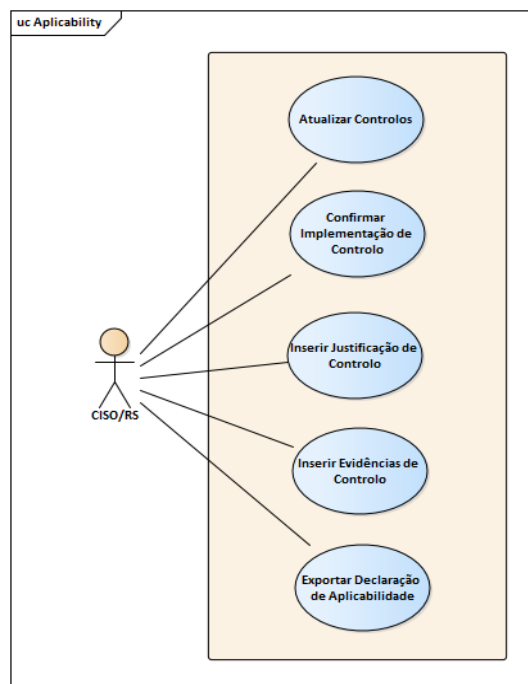 uc Aplicability
Atualizar Controlos
Confirmar
Implementação de
Controlo
Inserir Justificação de
Controlo
CISO/RS
Inserir Evidências de
Controlo
Exportar Declaração
de Aplicabilidade